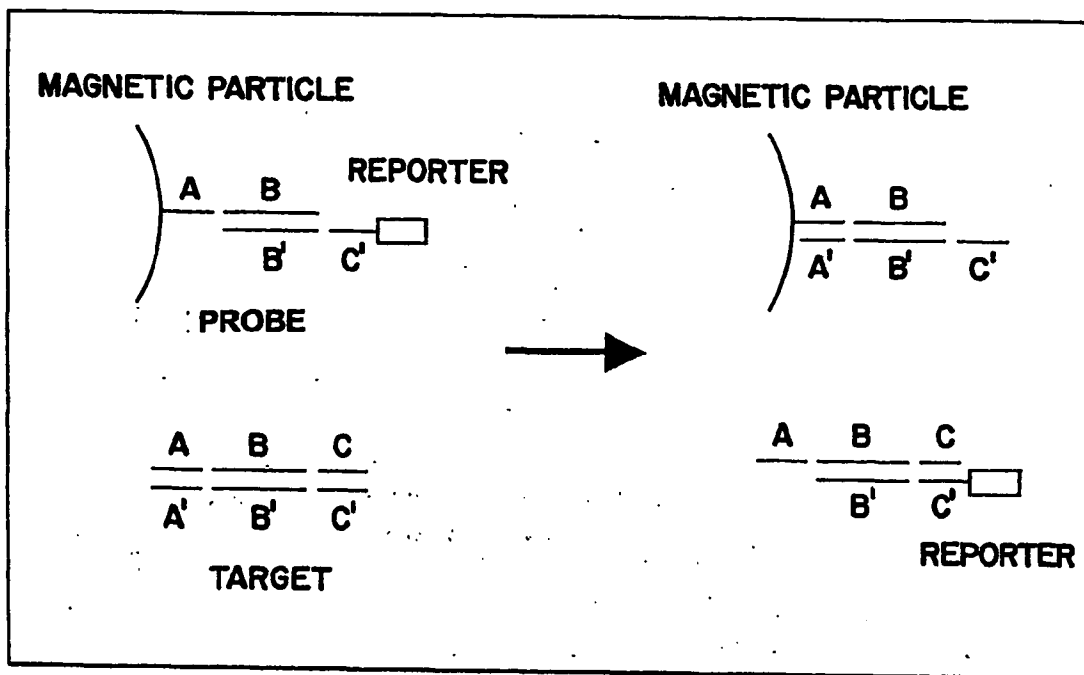 MAGNETIC PARTICLE
A B
REPORTER
B' C'
PROBE
A B C
A' B' C'
TARGET
MAGNETIC PARTICLE
A B
A' B' C'
A B C
B' C'
REPORTER